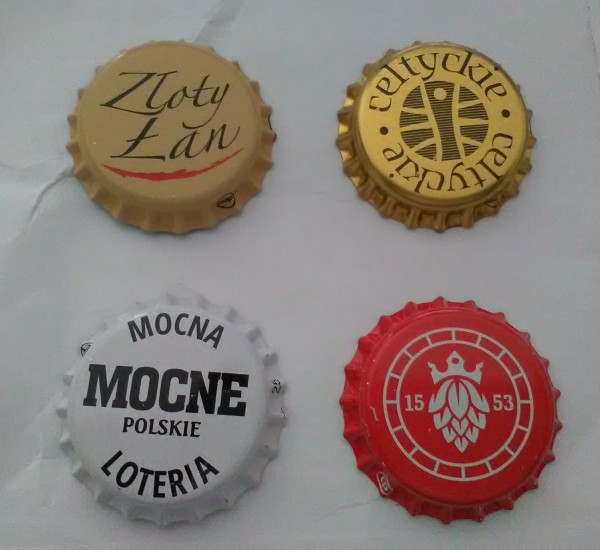 Złoty
Łan
celtyckie
celtyckie
MOCNA
MOCNE
POLSKIE
LOTERIA
15 53